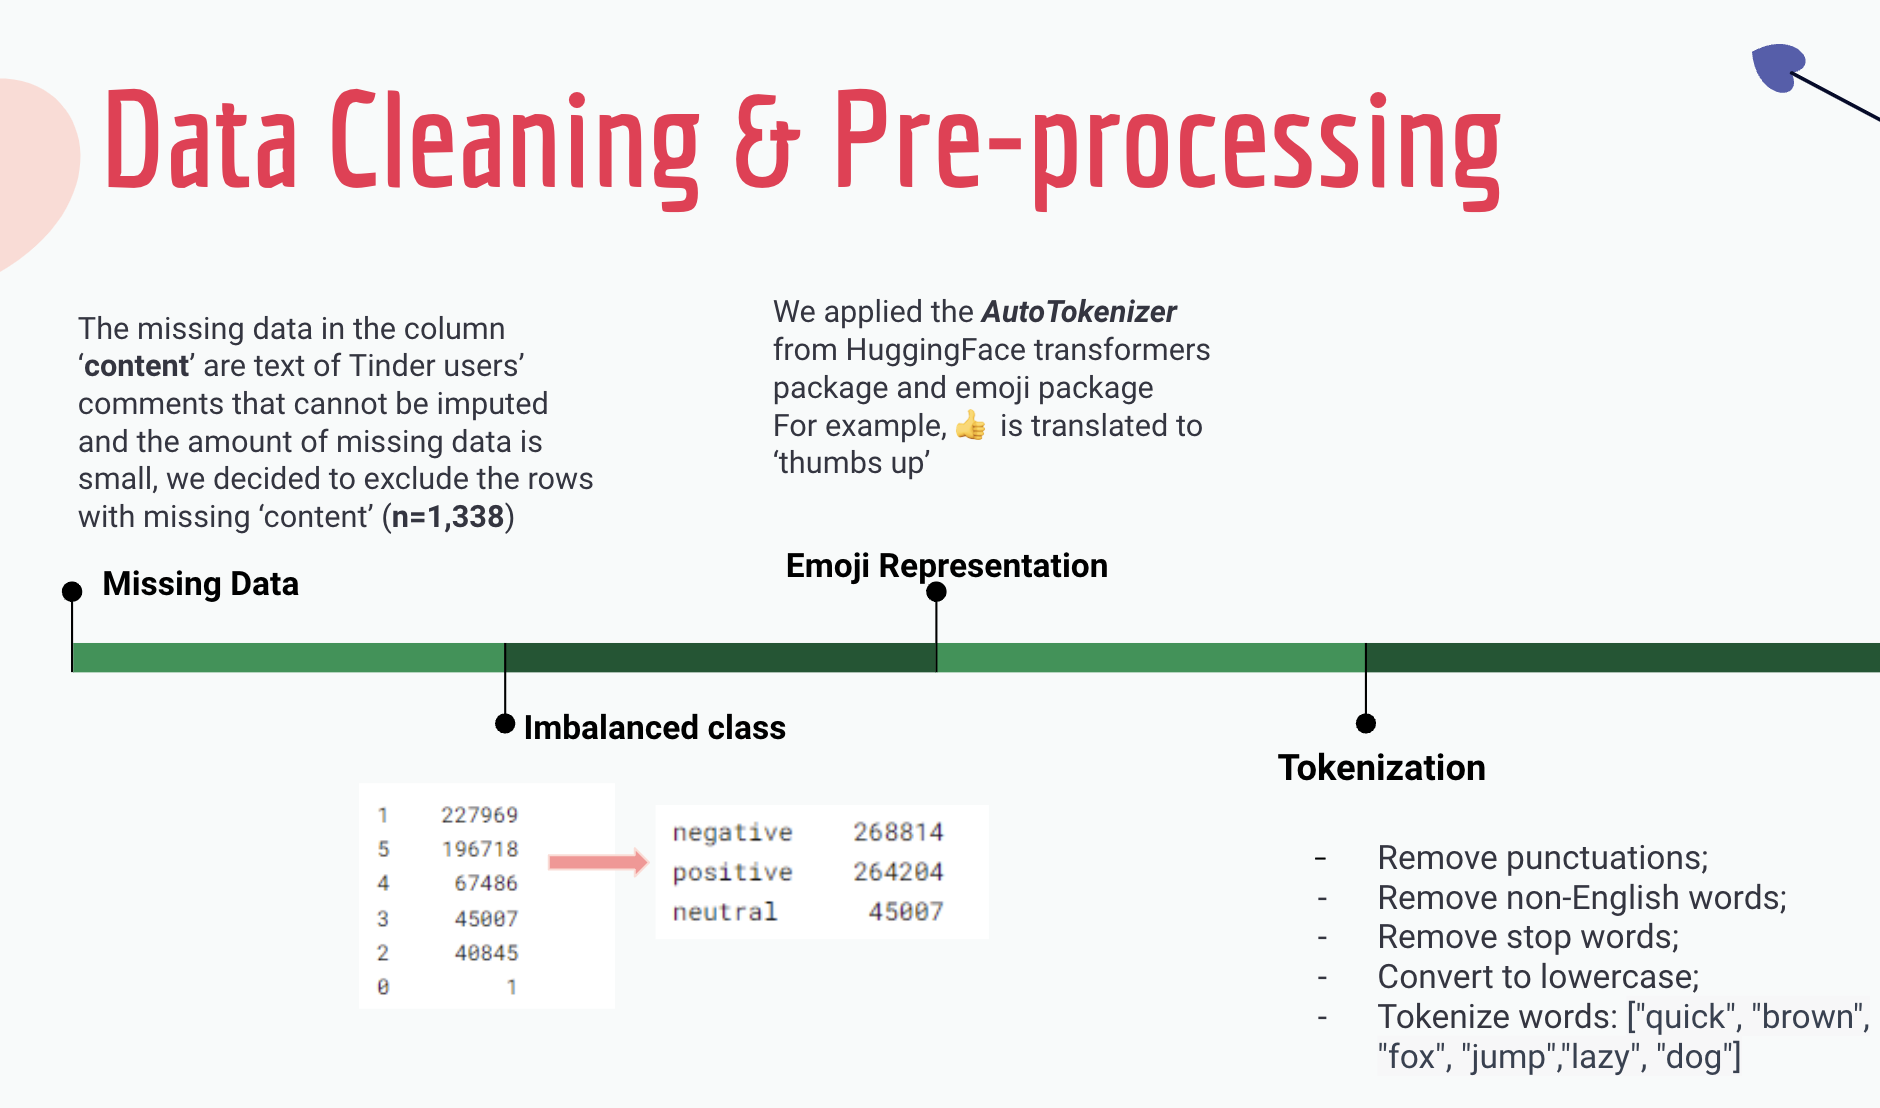 Data Cleaning & Pre-processing
The missing data in the column
‘content’ are text of Tinder users’
comments that cannot be imputed
and the amount of missing data is
small, we decided to exclude the rows
with missing ‘content’ (n=1,338)
Missing Data
We applied the AutoTokenizer
from HuggingFace transformers
package and emoji package
For example, 👍 is translated to
‘thumbs up’
Emoji Representation
Imbalanced class
1 227969
5 196718
4 67486
3 45007
2 40845
0 1
negative 268814
positive 264204
neutral 45007
Tokenization
- Remove punctuations;
- Remove non-English words;
- Remove stop words;
- Convert to lowercase;
- Tokenize words: ["quick", "brown",
"fox", "jump","lazy", "dog"]